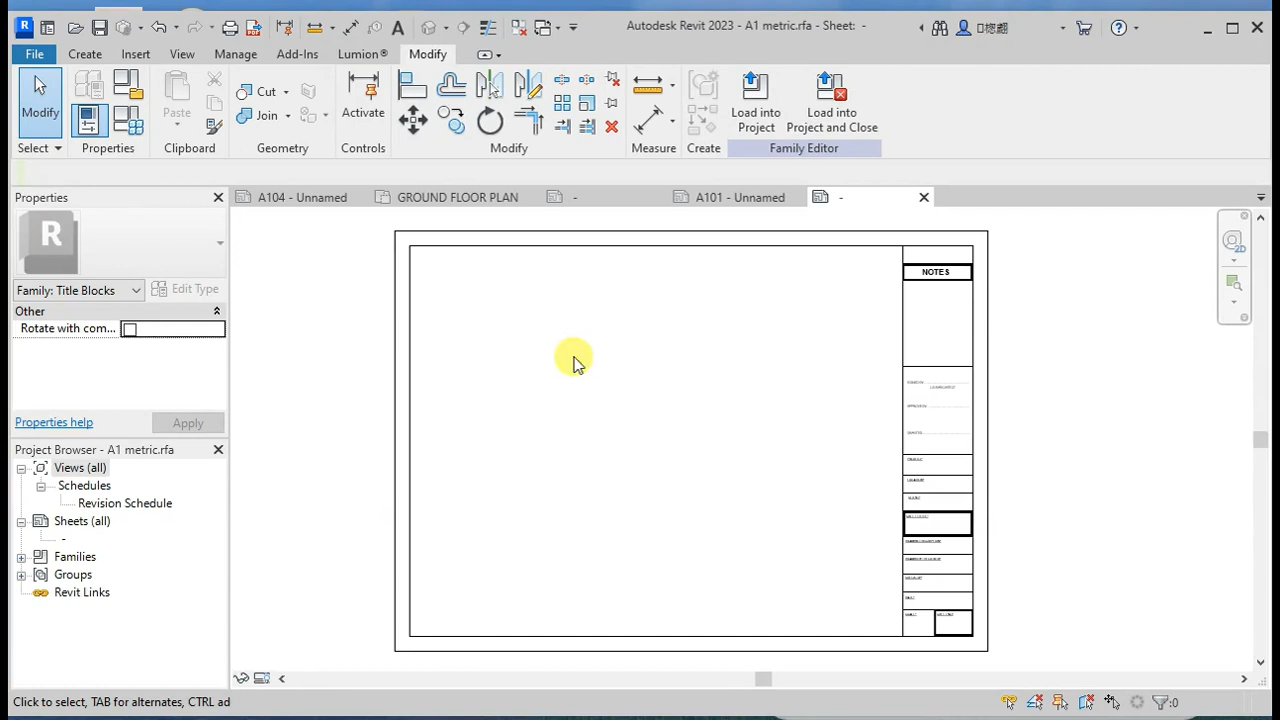 Autodesk Revit 2023 - A1 metric.rfa - Sheet: -
File Create Insert View Manage Add-Ins Lumion® Modify
Modify
Paste
Cut
Join
Activate
Load into
Project
Load into
Project and Close
Select Properties Clipboard Geometry Controls Modify Measure Create Family Editor
Properties
A104 - Unnamed
GROUND FLOOR PLAN
-
A101 - Unnamed
-
R
2D
Family: Title Blocks
Edit Type
Other
Rotate with com...
Properties help
Apply
Project Browser - A1 metric.rfa
Views (all)
Schedules
Revision Schedule
Sheets (all)
-
Families
Groups
Revit Links
NOTES
Click to select, TAB for alternates, CTRL ad
:0